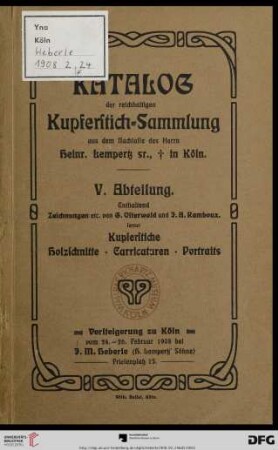 Yna
Köln
Heberle
1908 2,24
KATALOG
der reichhaltigen
Kupferstich-Sammlung
aus dem Nachlasse des Herrn
Heinr. Lempertz sr., † in Köln.
V. Abteilung.
Enthaltend
Zeichnungen etc. von G. Osterwald und J. A. Ramboux.
ferner
Kupferstiche
Holzschnitte · Carricaturen · Portraits
Versteigerung zu Köln
vom 24.-26. Februar 1908 bei
J. M. Heberle (H. Lempertz' Söhne)
Friesenplatz 15.
DFG